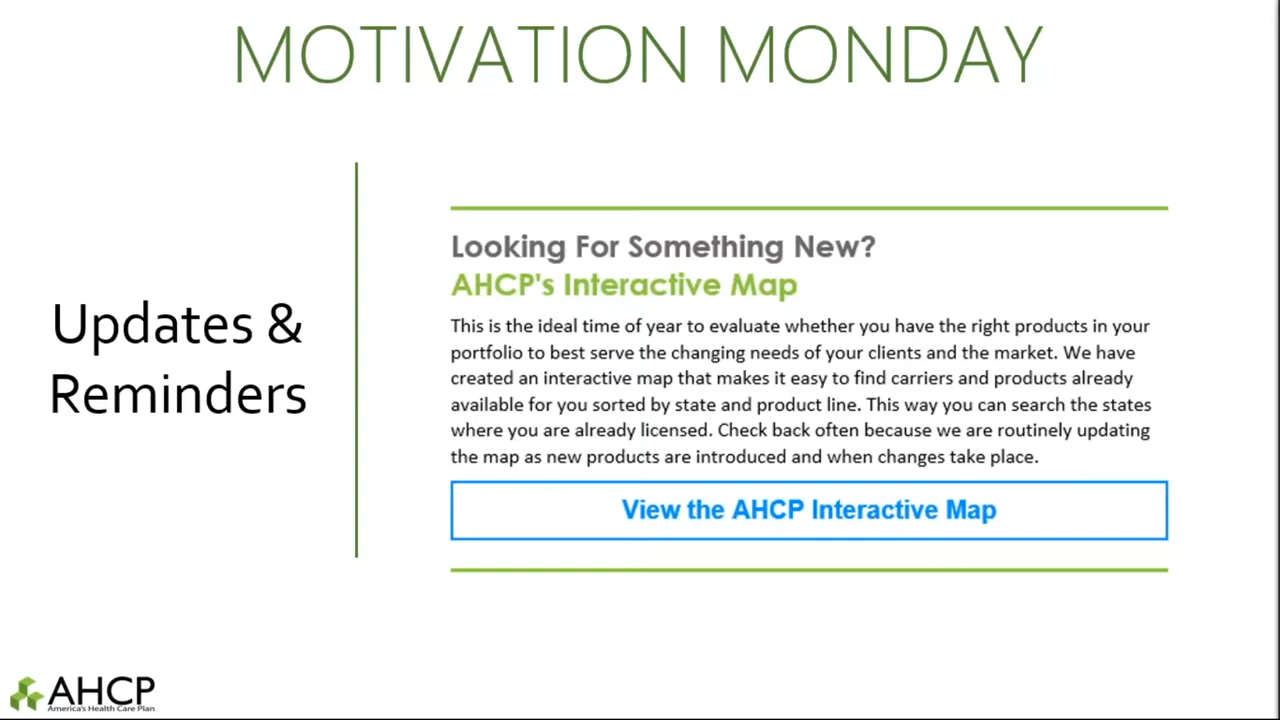 MOTIVATION MONDAY
Updates &
Reminders
Looking For Something New?
AHCP's Interactive Map
This is the ideal time of year to evaluate whether you have the right products in your
portfolio to best serve the changing needs of your clients and the market. We have
created an interactive map that makes it easy to find carriers and products already
available for you sorted by state and product line. This way you can search the states
where you are already licensed. Check back often because we are routinely updating
the map as new products are introduced and when changes take place.
View the AHCP Interactive Map
AHCP
America's Health Care Plan